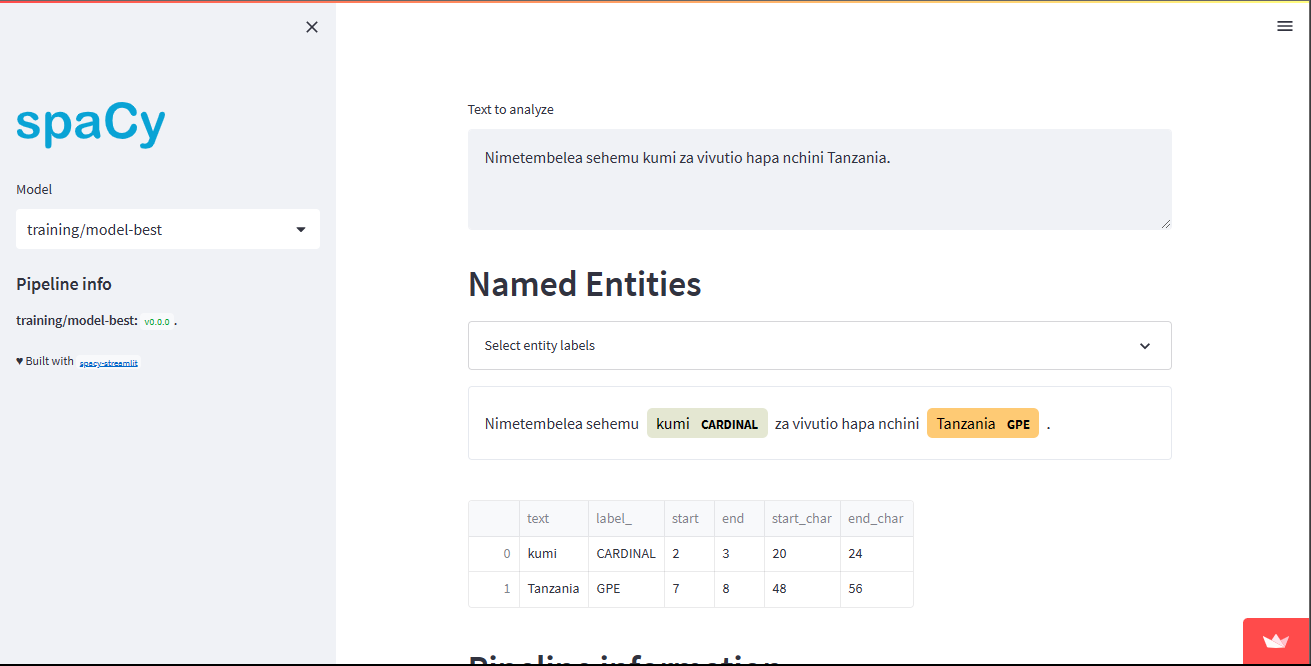 spaCy
Model
training/model-best
Pipeline info
training/model-best: v0.0.0 .
♥ Built with spacy-streamlit
Text to analyze
Nimetembelea sehemu kumi za vivutio hapa nchini Tanzania.
Named Entities
Select entity labels
Nimetembelea sehemu kumi CARDINAL za vivutio hapa nchini Tanzania GPE .
text label_ start end start_char end_char
0 kumi CARDINAL 2 3 20 24
1 Tanzania GPE 7 8 48 56
Pipeline information